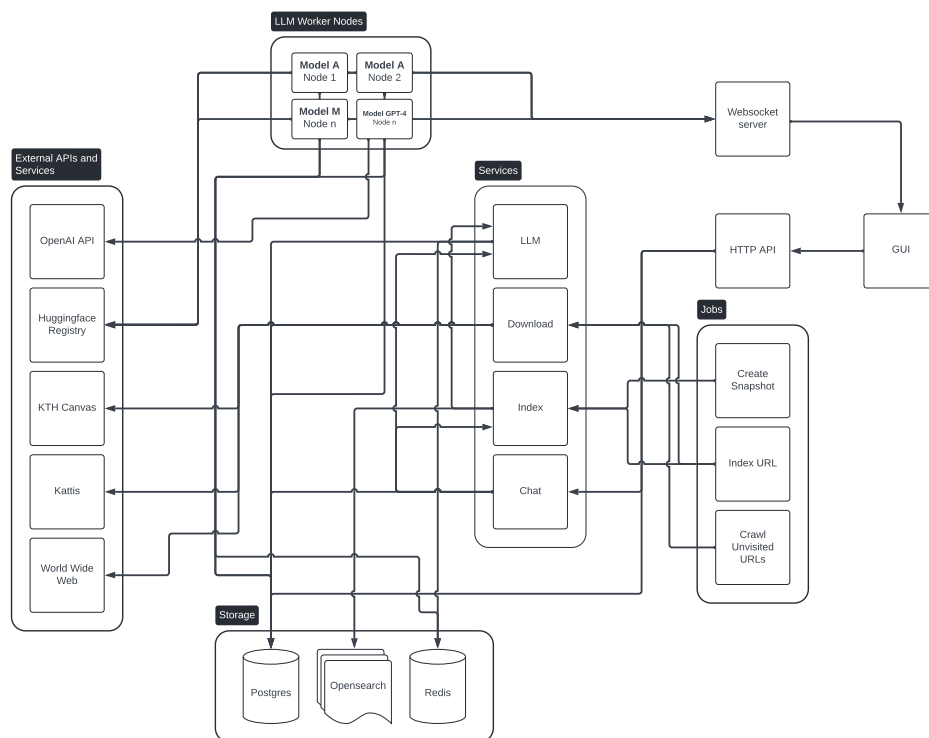 LLM Worker Nodes
Model A
Node 1
Model A
Node 2
Model M
Node n
Model GPT-4
Node n
Websocket
server
External APIs and
Services
Services
OpenAI API
LLM
HTTP API
GUI
Huggingface
Registry
Download
Jobs
Create
Snapshot
KTH Canvas
Index
Index URL
Kattis
Chat
Crawl
Unvisited
URLs
World Wide
Web
Storage
Postgres
Opensearch
Redis